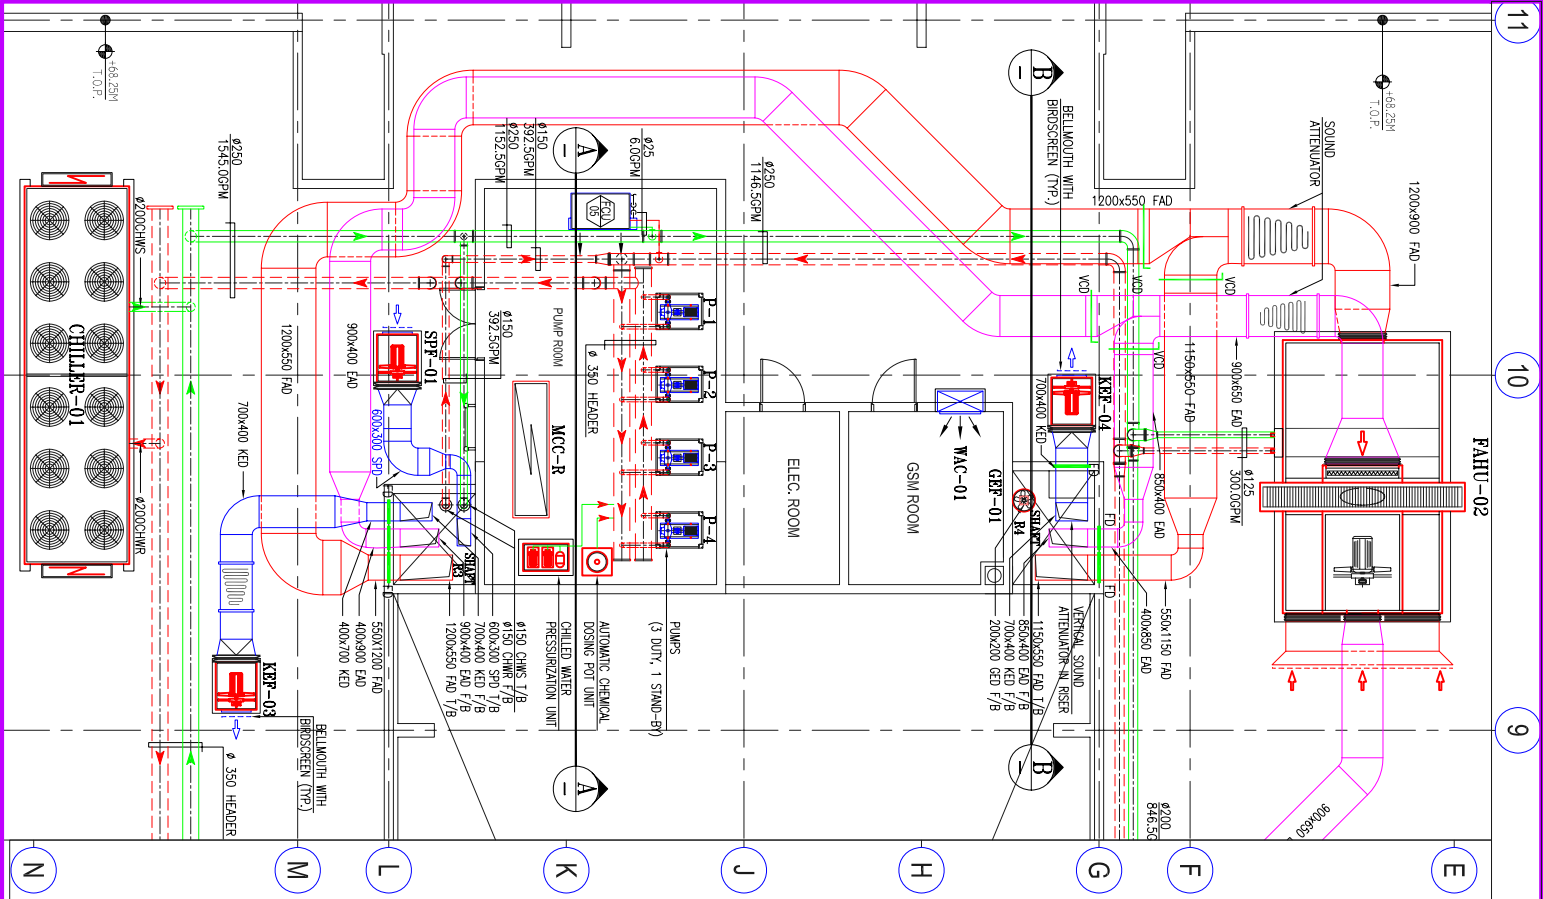 11
10
9
N
M
L
K
J
H
G
F
E
+68.25M
T.O.P.
+68.25M
T.O.P.
Ø250
1545.0GPM
Ø200CHWS
CHILLER-01
Ø200CHWR
1200x550 FAD
900x400 EAD
700x400 KED
SPF-01
600x300 SPD
KEF-03
BELLMOUTH WITH
BIRDSCREEN (TYP.)
Ø 350 HEADER
Ø250
1152.5GPM
Ø150
392.5GPM
A
Ø25
6.0GPM
FCU
05
Ø250
1146.5GPM
Ø150
392.5GPM
PUMP ROOM
Ø 350 HEADER
P-1
P-2
P-3
P-4
MCC-R
FD
FD
SHAFT
R3
550X1200 FAD
400x900 EAD
400x700 KED
Ø150 CHWS T/B
Ø150 CHWR F/B
600x300 SPD T/B
700x400 KED F/B
900x400 EAD F/B
1200x550 FAD T/B
CHILLED WATER
PRESSURIZATION UNIT
AUTOMATIC CHEMICAL
DOSING POT UNIT
PUMPS
(3 DUTY, 1 STAND-BY)
A
B
BELLMOUTH WITH
BIRDSCREEN (TYP.)
1200x550 FAD
SOUND
ATTENUATOR
1200x900 FAD
VCD
VCD
VCD
VCD
1150x550 FAD
900x650 EAD
ELEC. ROOM
GSM ROOM
WAC-01
KEF-04
700x400 KED
GEF-01
SHAFT
R4
FD
FD
FD
850x400 EAD
Ø125
300.0GPM
FAHU-02
550x1150 FAD
400x850 EAD
VERTICAL SOUND
ATTENUATOR IN RISER
1150x550 FAD T/B
850x400 EAD F/B
700x400 KED F/B
200x200 GED F/B
B
Ø200
900x650